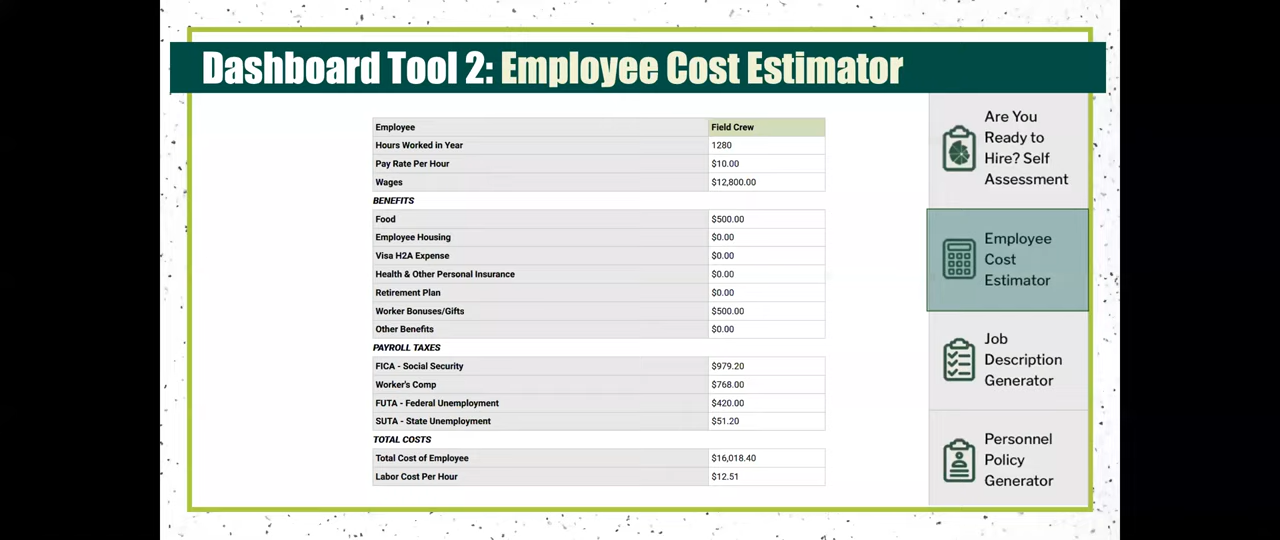 Dashboard Tool 2: Employee Cost Estimator
Employee Field Crew
Hours Worked in Year 1280
Pay Rate Per Hour $10.00
Wages $12,800.00
BENEFITS
Food $500.00
Employee Housing $0.00
Visa H2A Expense $0.00
Health & Other Personal Insurance $0.00
Retirement Plan $0.00
Worker Bonuses/Gifts $500.00
Other Benefits $0.00
PAYROLL TAXES
FICA - Social Security $979.20
Worker's Comp $768.00
FUTA - Federal Unemployment $420.00
SUTA - State Unemployment $51.20
TOTAL COSTS
Total Cost of Employee $16,018.40
Labor Cost Per Hour $12.51
Are You
Ready to
Hire? Self
Assessment
Employee
Cost
Estimator
Job
Description
Generator
Personnel
Policy
Generator